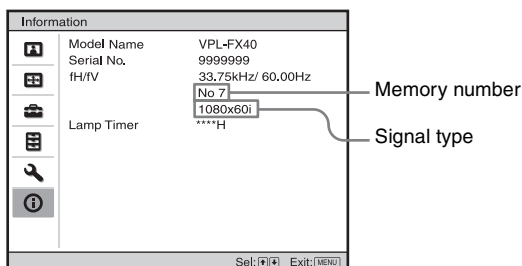 Information
Model Name VPL-FX40
Serial No. 9999999
fH/fV 33.75kHz/ 60.00Hz
No 7
1080x60i
Lamp Timer ****H
Memory number
Signal type
Sel: Exit: MENU